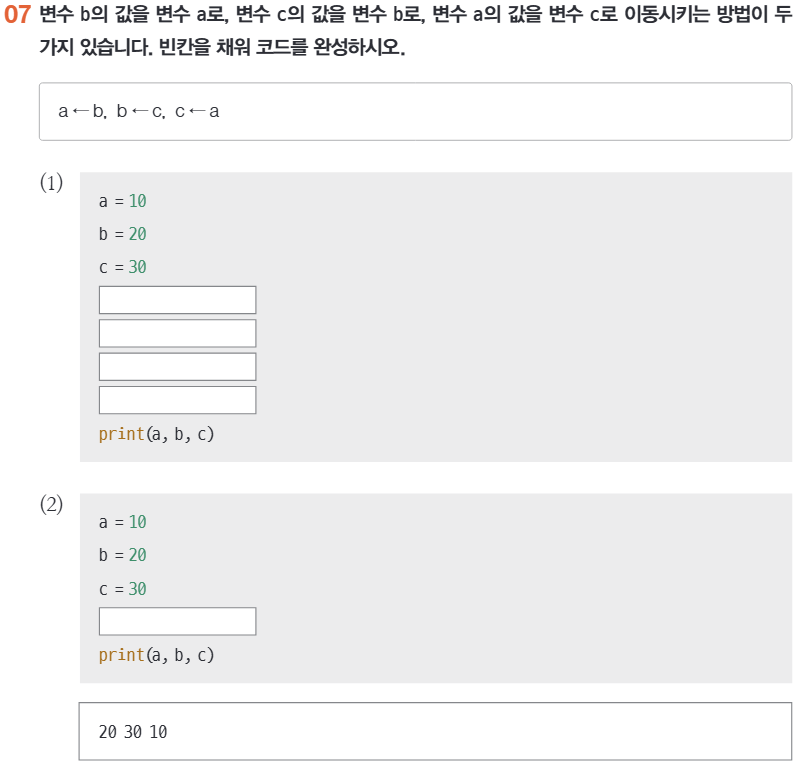 07 변수 b의 값을 변수 a로, 변수 c의 값을 변수 b로, 변수 a의 값을 변수 c로 이동시키는 방법이 두
가지 있습니다. 빈칸을 채워 코드를 완성하시오.
a ← b, b ← c, c ← a
(1)
a = 10
b = 20
c = 30
print(a, b, c)
(2)
a = 10
b = 20
c = 30
print(a, b, c)
20 30 10